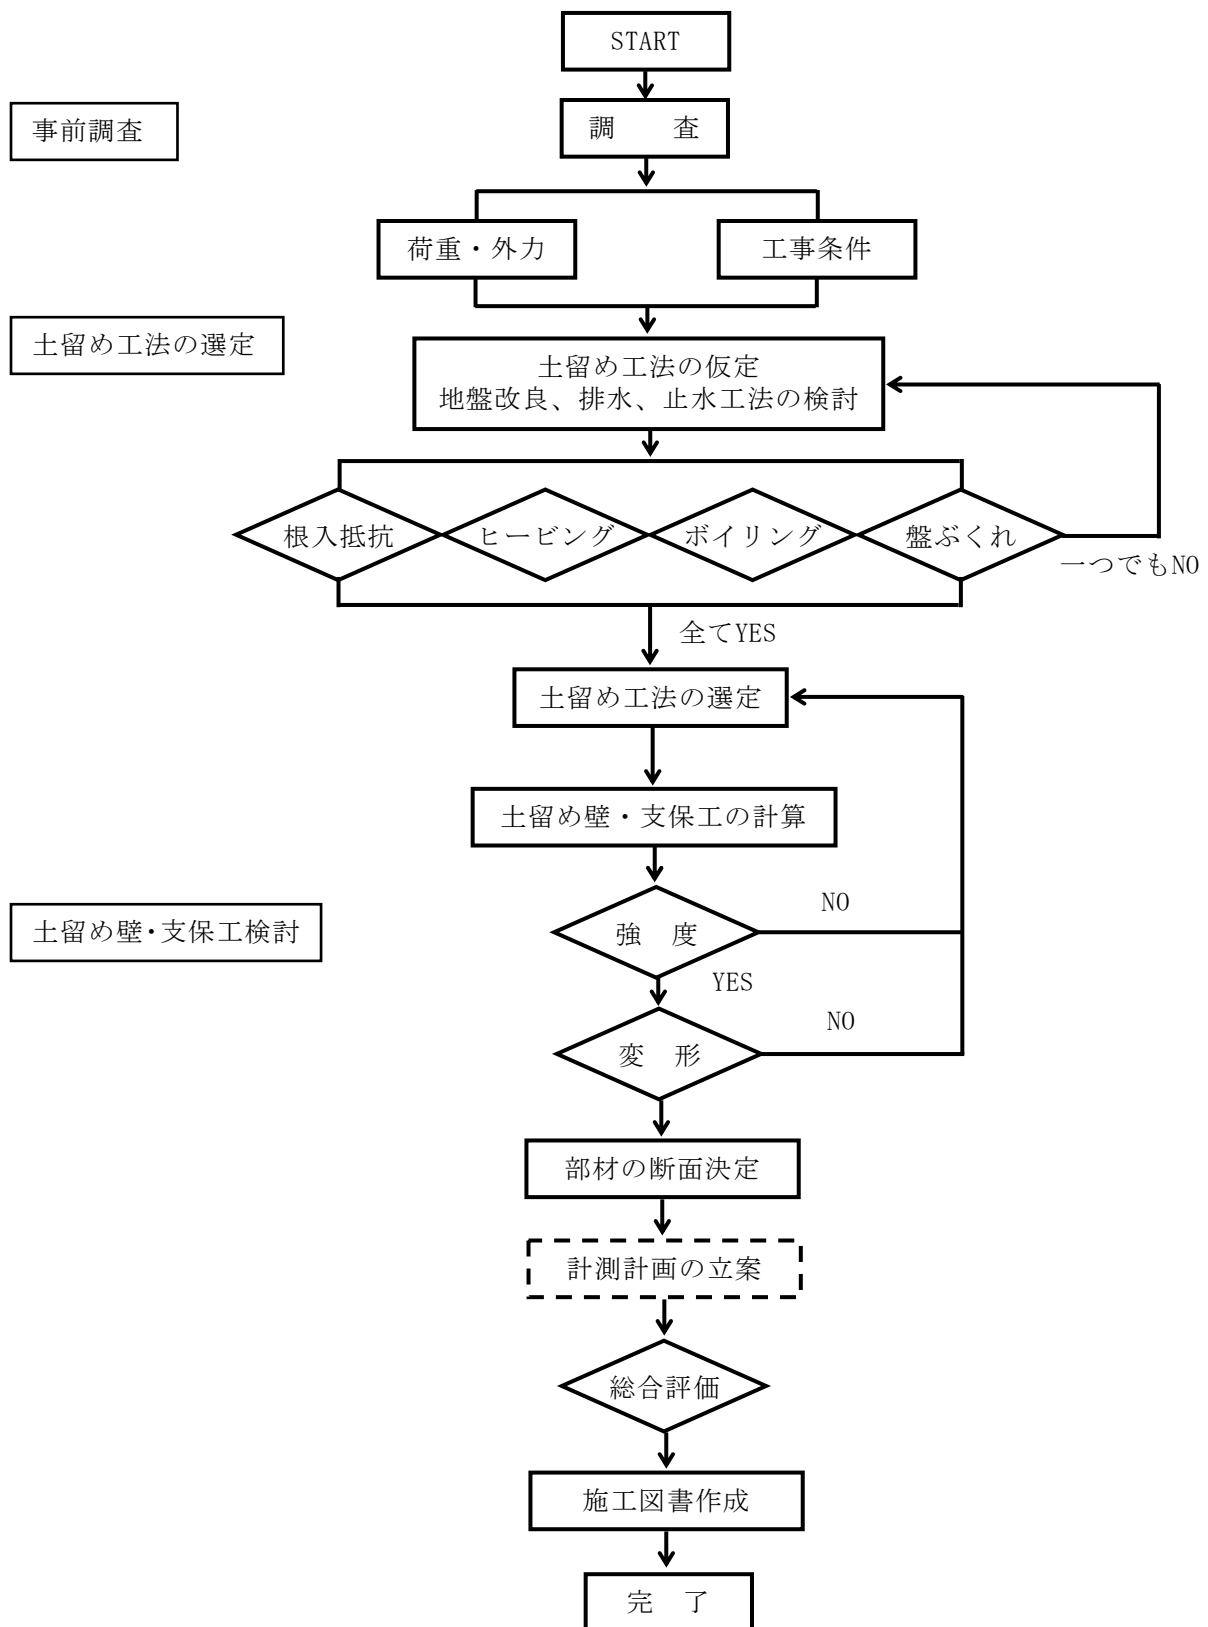 START
事前調査
調　　査
荷重・外力
工事条件
土留め工法の選定
土留め工法の仮定
地盤改良、排水、止水工法の検討
根入抵抗
ヒービング
ボイリング
盤ぶくれ
一つでもNO
全てYES
土留め工法の選定
土留め壁・支保工の計算
NO
土留め壁・支保工検討
強　度
YES
NO
変　形
部材の断面決定
計測計画の立案
総合評価
施工図書作成
完　了